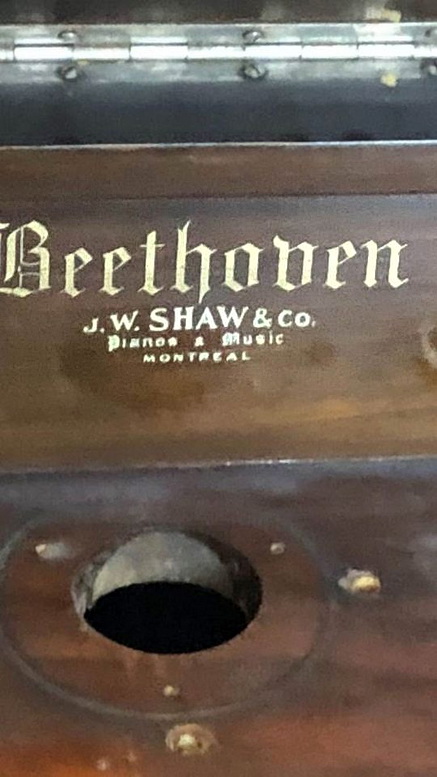 Beethoven
J. W. SHAW & Co.
Pianos & Music
MONTREAL